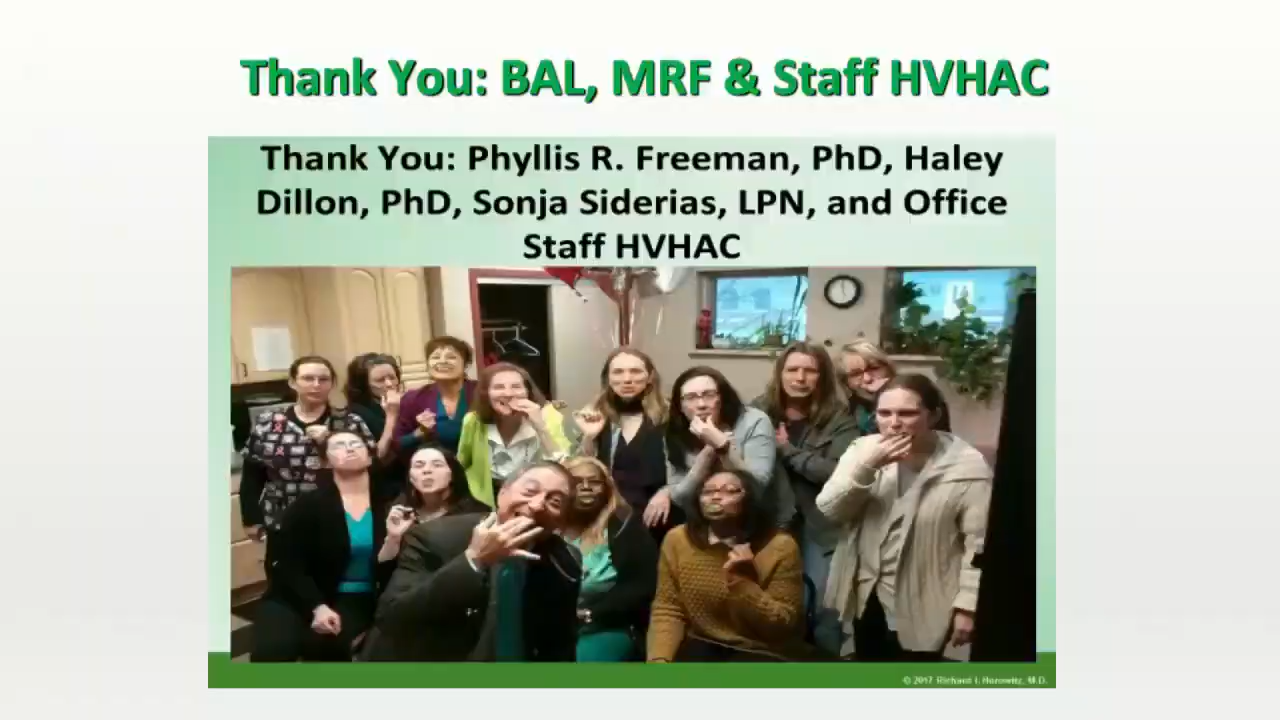 Thank You: BAL, MRF & Staff HVHAC
Thank You: Phyllis R. Freeman, PhD, Haley
Dillon, PhD, Sonja Siderias, LPN, and Office
Staff HVHAC
© 2017 Richard I. Horowitz, M.D.